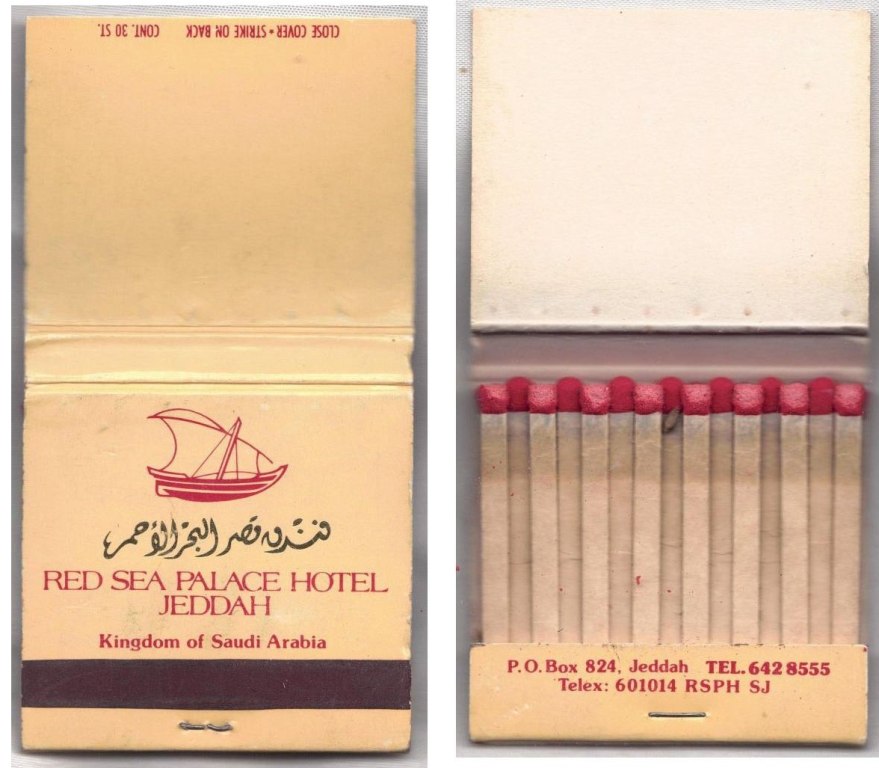 CLOSE COVER • STRIKE ON BACK CONT. 30 ST.
فندق قصر البحر الأحمر
RED SEA PALACE HOTEL
JEDDAH
Kingdom of Saudi Arabia
P.O.Box 824, Jeddah TEL.642 8555
Telex: 601014 RSPH SJ